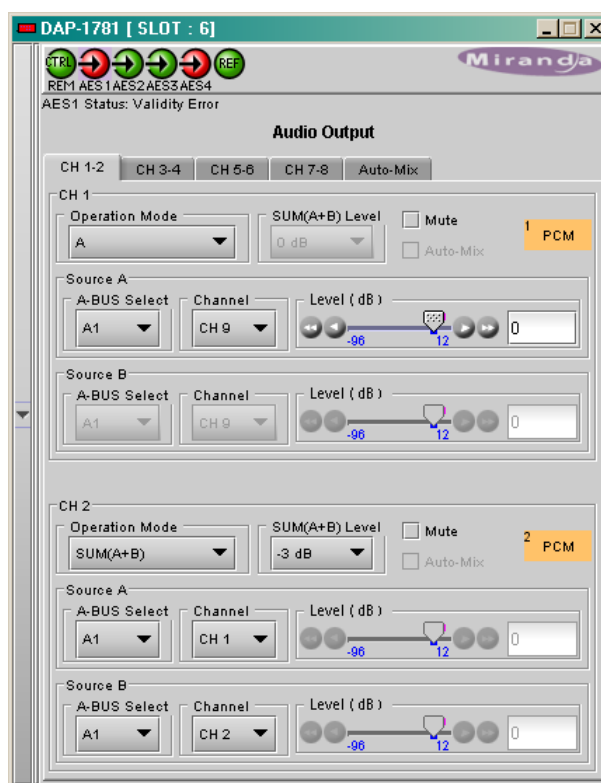 DAP-1781 [ SLOT : 6]
CTRL REF
REM AES1 AES2 AES3 AES4
Miranda
AES1 Status: Validity Error
Audio Output
CH 1-2 CH 3-4 CH 5-6 CH 7-8 Auto-Mix
CH 1
Operation Mode SUM(A+B) Level Mute 1 PCM
A 0 dB Auto-Mix
Source A
A-BUS Select Channel Level ( dB )
A1 CH 9 -96 12 0
Source B
A-BUS Select Channel Level ( dB )
A1 CH 9 -96 12 0
CH 2
Operation Mode SUM(A+B) Level Mute 2 PCM
SUM(A+B) -3 dB Auto-Mix
Source A
A-BUS Select Channel Level ( dB )
A1 CH 1 -96 12 0
Source B
A-BUS Select Channel Level ( dB )
A1 CH 2 -96 12 0